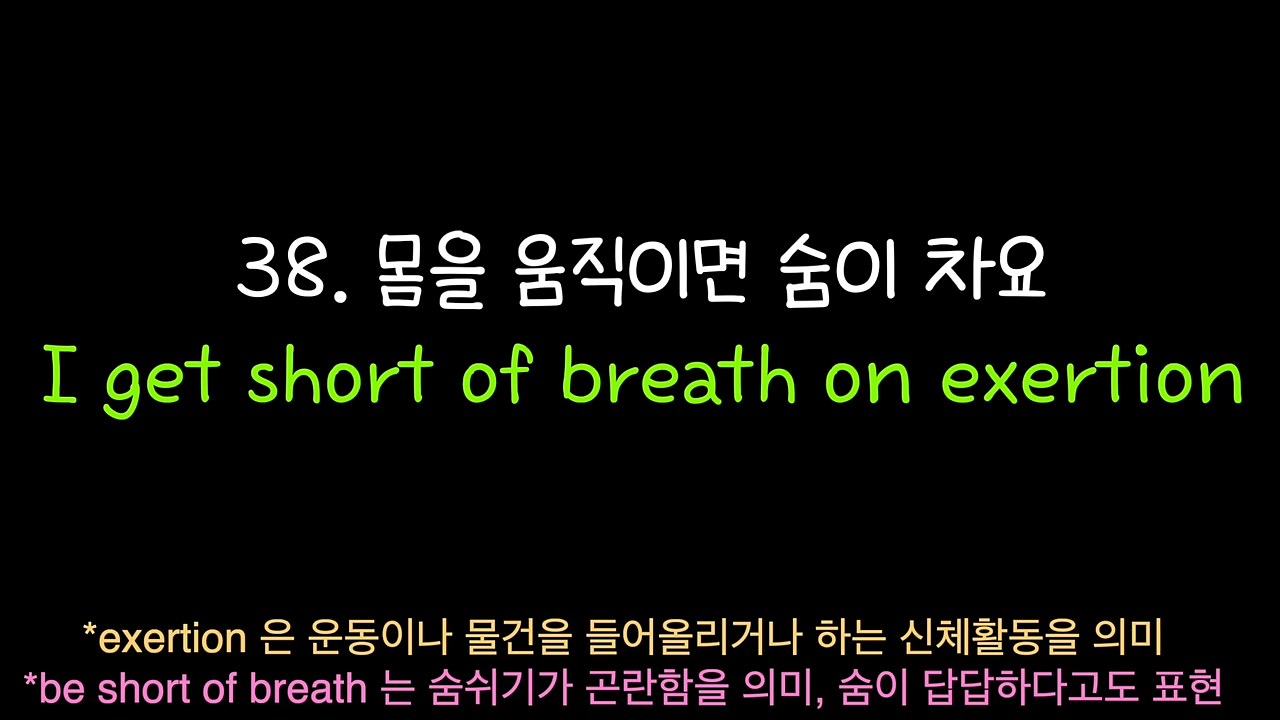 38. 몸을 움직이면 숨이 차요
I get short of breath on exertion
*exertion 은 운동이나 물건을 들어올리거나 하는 신체활동을 의미
*be short of breath 는 숨쉬기가 곤란함을 의미, 숨이 답답하다고도 표현